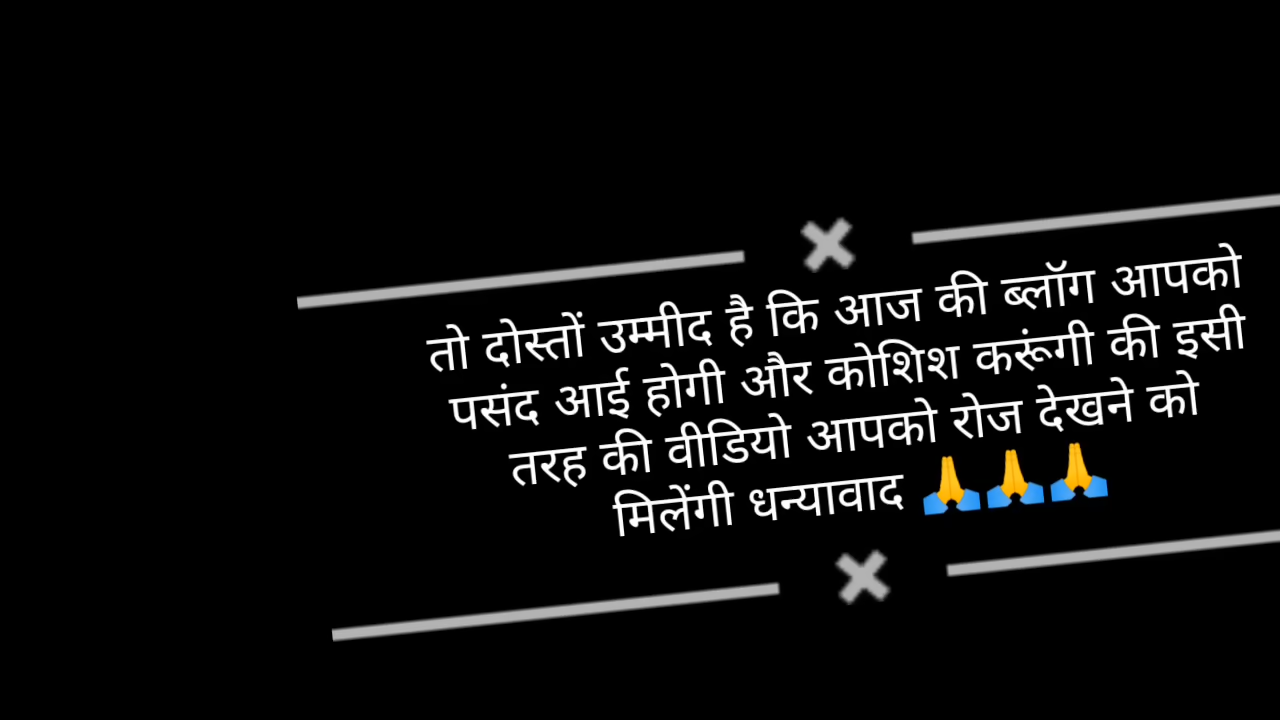 तो दोस्तों उम्मीद है कि आज की ब्लॉग आपको
पसंद आई होगी और कोशिश करूंगी की इसी
तरह की वीडियो आपको रोज देखने को
मिलेंगी धन्यावाद 🙏🙏🙏